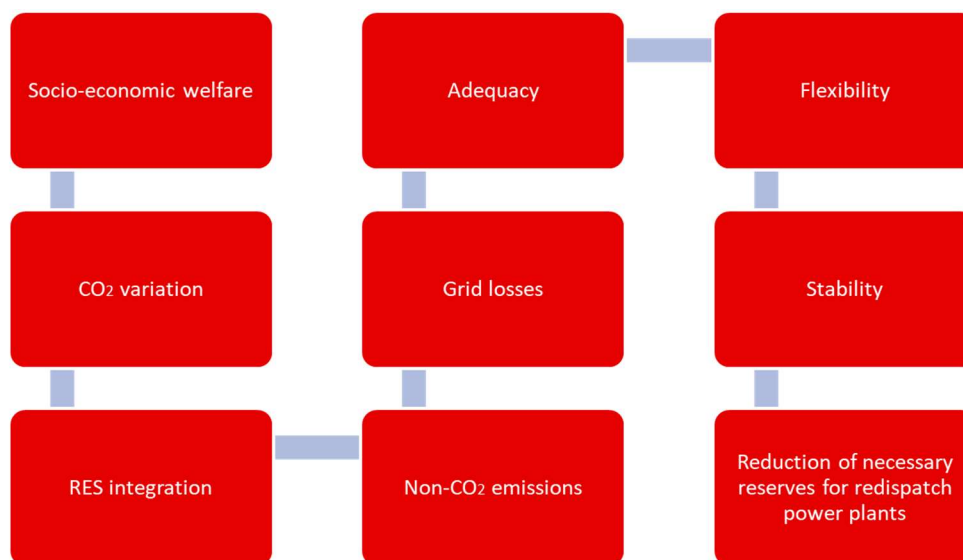 Socio-economic welfare
CO₂ variation
RES integration
Non-CO₂ emissions
Grid losses
Adequacy
Flexibility
Stability
Reduction of necessary
reserves for redispatch
power plants